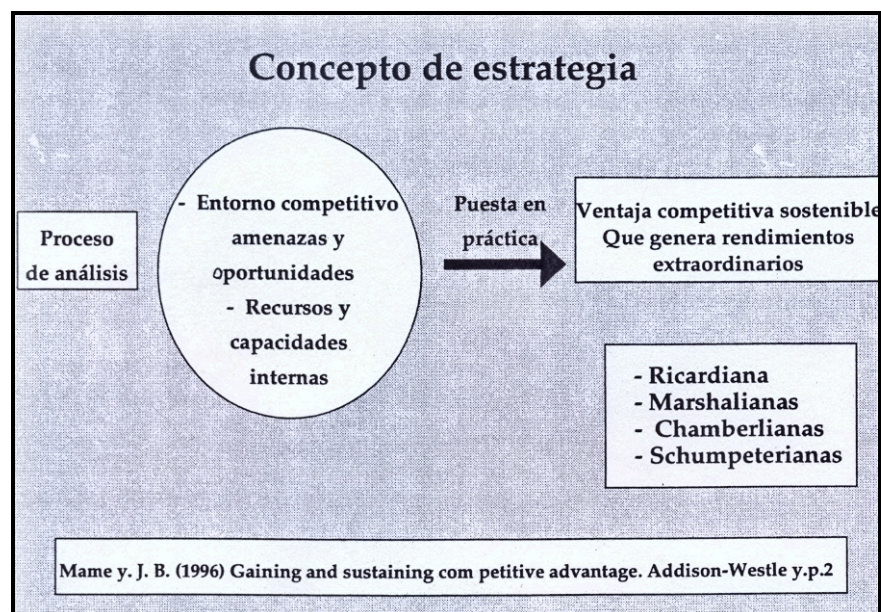 Concepto de estrategia
Proceso
de análisis
- Entorno competitivo
amenazas y
oportunidades
- Recursos y
capacidades
internas
Puesta en
práctica
Ventaja competitiva sostenible
Que genera rendimientos
extraordinarios
- Ricardiana
- Marshalianas
- Chamberlianas
- Schumpeterianas
Mame y. J. B. (1996) Gaining and sustaining com petitive advantage. Addison-Westle y.p.2